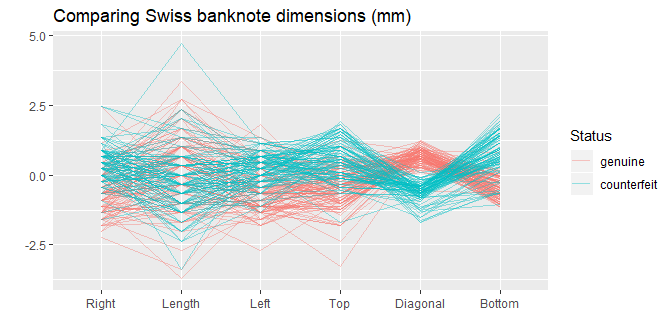 Comparing Swiss banknote dimensions (mm)
5.0
2.5
0.0
-2.5
Right Length Left Top Diagonal Bottom
Status
genuine
counterfeit